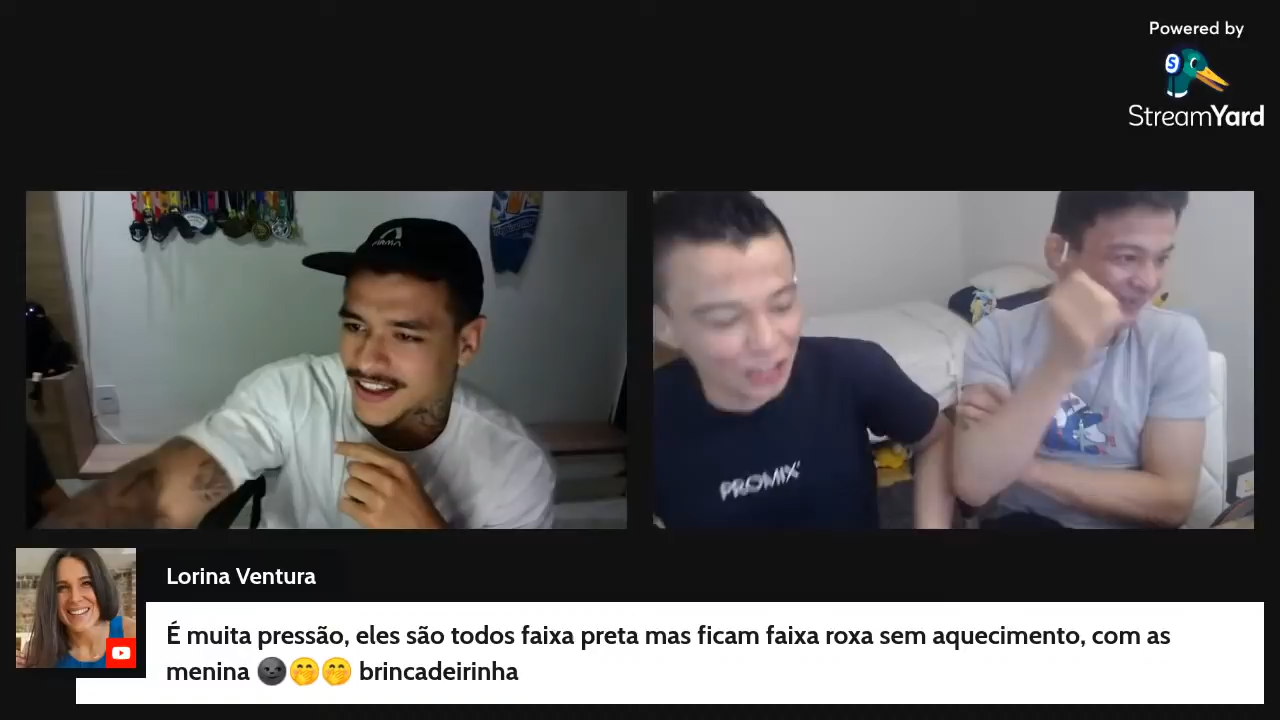 Powered by
S
StreamYard
FIRMA
PROMIX
Lorina Ventura
É muita pressão, eles são todos faixa preta mas ficam faixa roxa sem aquecimento, com as
menina 🌚🤭🤭 brincadeirinha